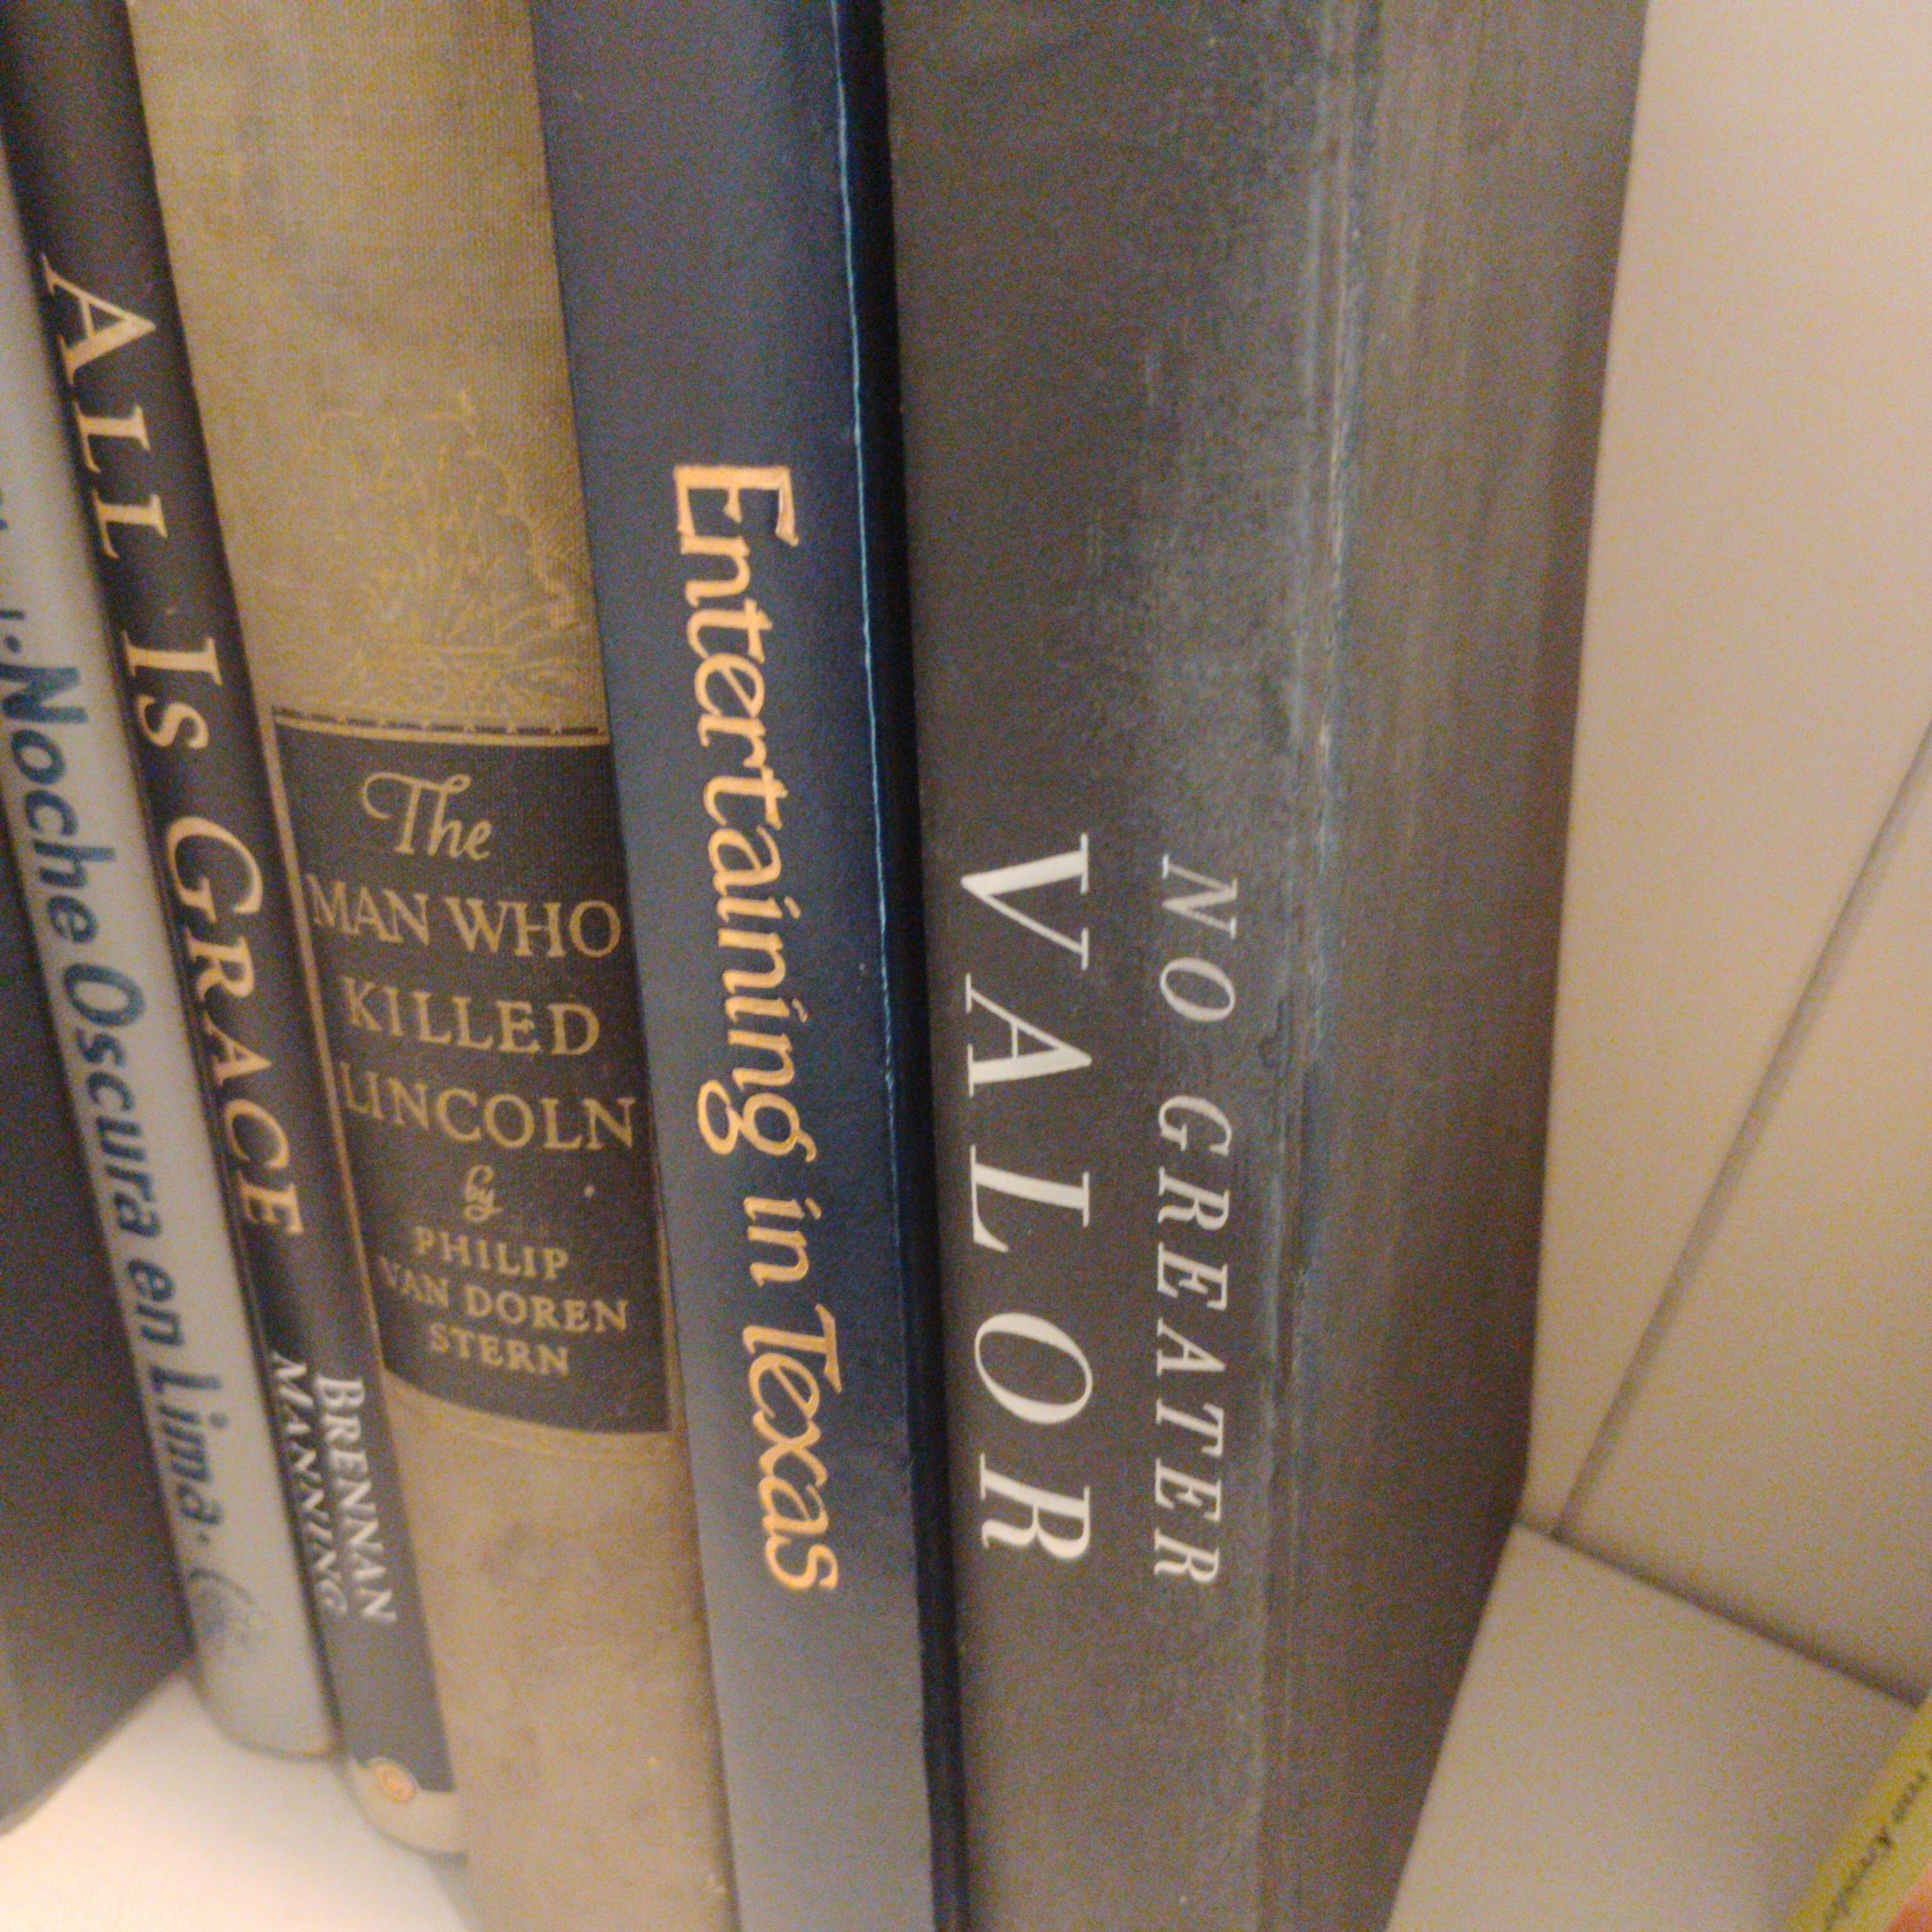 Noche Oscura en Lima.
ALL IS GRACE
BRENNAN
MANNING
The
MAN WHO
KILLED
LINCOLN
by
PHILIP
VAN DOREN
STERN
Entertaining in Texas
NO GREATER
VALOR